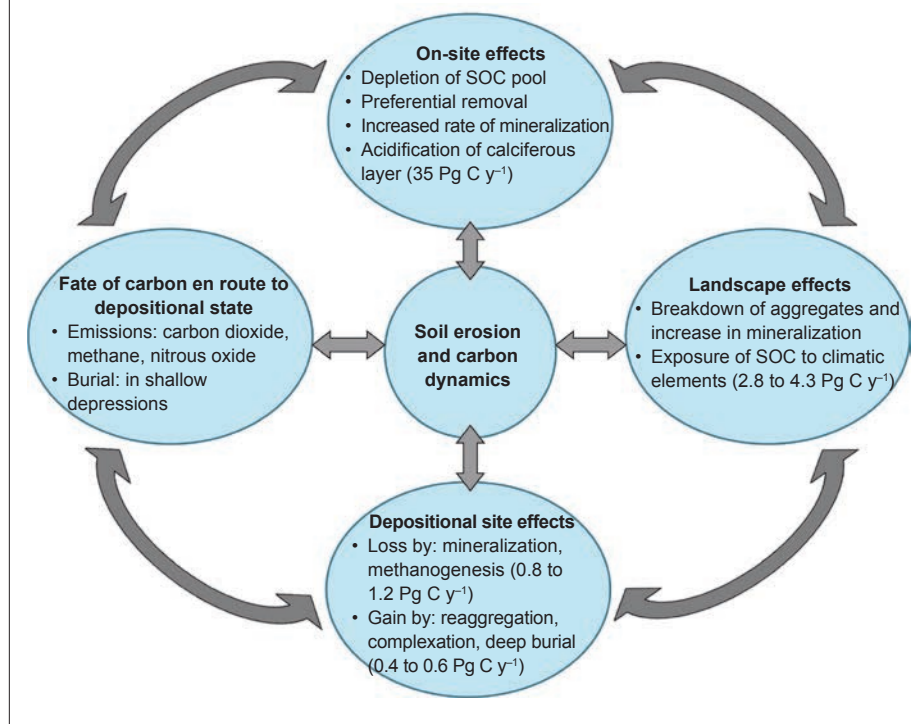 On-site effects
• Depletion of SOC pool
• Preferential removal
• Increased rate of mineralization
• Acidification of calciferous
layer (35 Pg C y⁻¹)
Fate of carbon en route to
depositional state
• Emissions: carbon dioxide,
methane, nitrous oxide
• Burial: in shallow
depressions
Soil erosion
and carbon
dynamics
Landscape effects
• Breakdown of aggregates and
increase in mineralization
• Exposure of SOC to climatic
elements (2.8 to 4.3 Pg C y⁻¹)
Depositional site effects
• Loss by: mineralization,
methanogenesis (0.8 to
1.2 Pg C y⁻¹)
• Gain by: reaggregation,
complexation, deep burial
(0.4 to 0.6 Pg C y⁻¹)